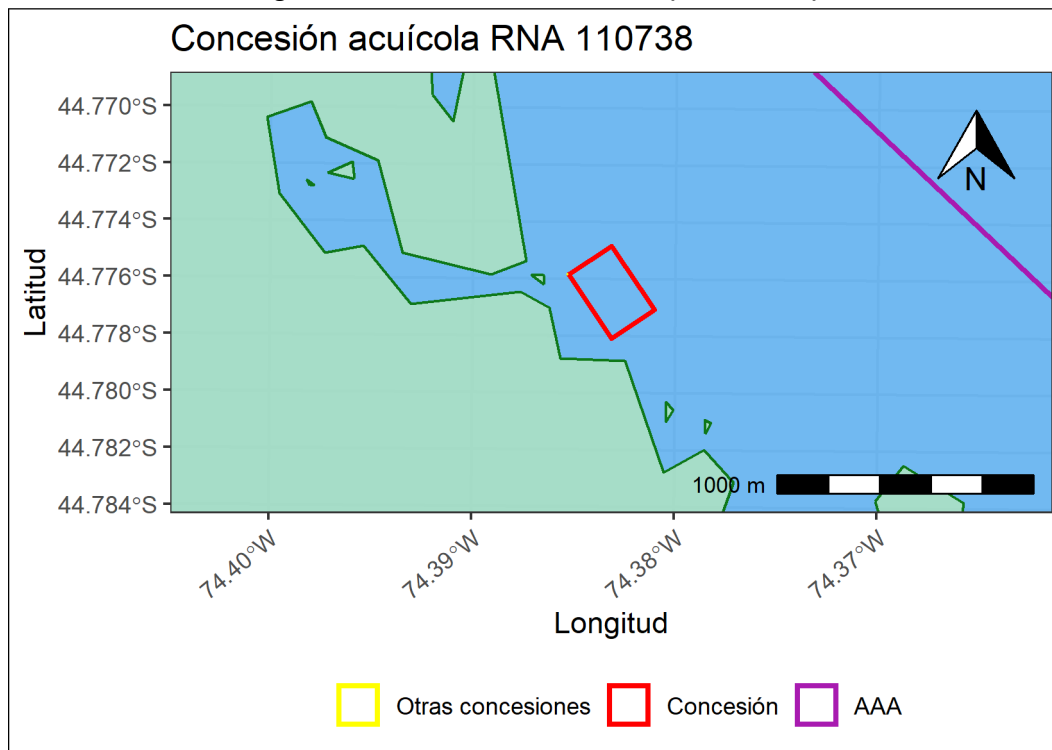 Concesión acuícola RNA 110738
44.770°S
44.772°S
44.774°S
44.776°S
44.778°S
44.780°S
44.782°S
44.784°S
Latitud
N
1000 m
74.40°W
74.39°W
74.38°W
74.37°W
Longitud
Otras concesiones
Concesión
AAA